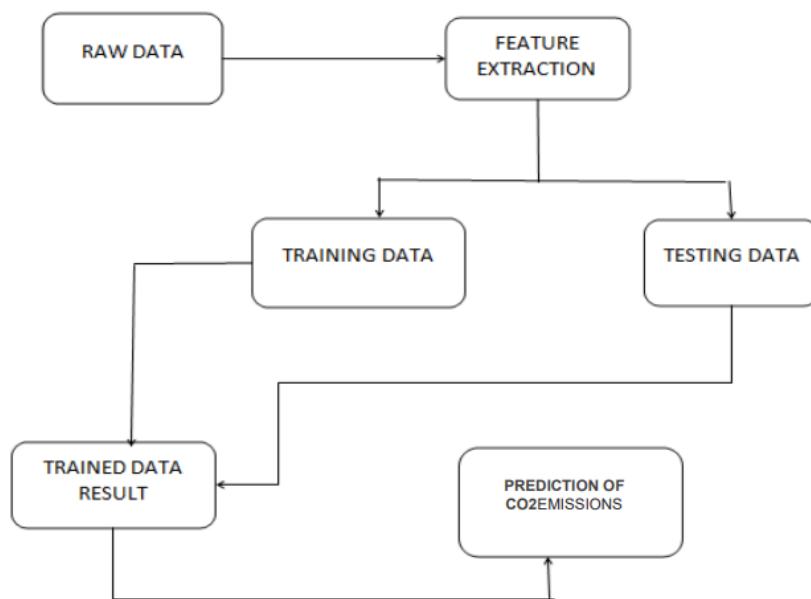 RAW DATA
FEATURE
EXTRACTION
TRAINING DATA
TESTING DATA
TRAINED DATA
RESULT
PREDICTION OF
CO2EMISSIONS